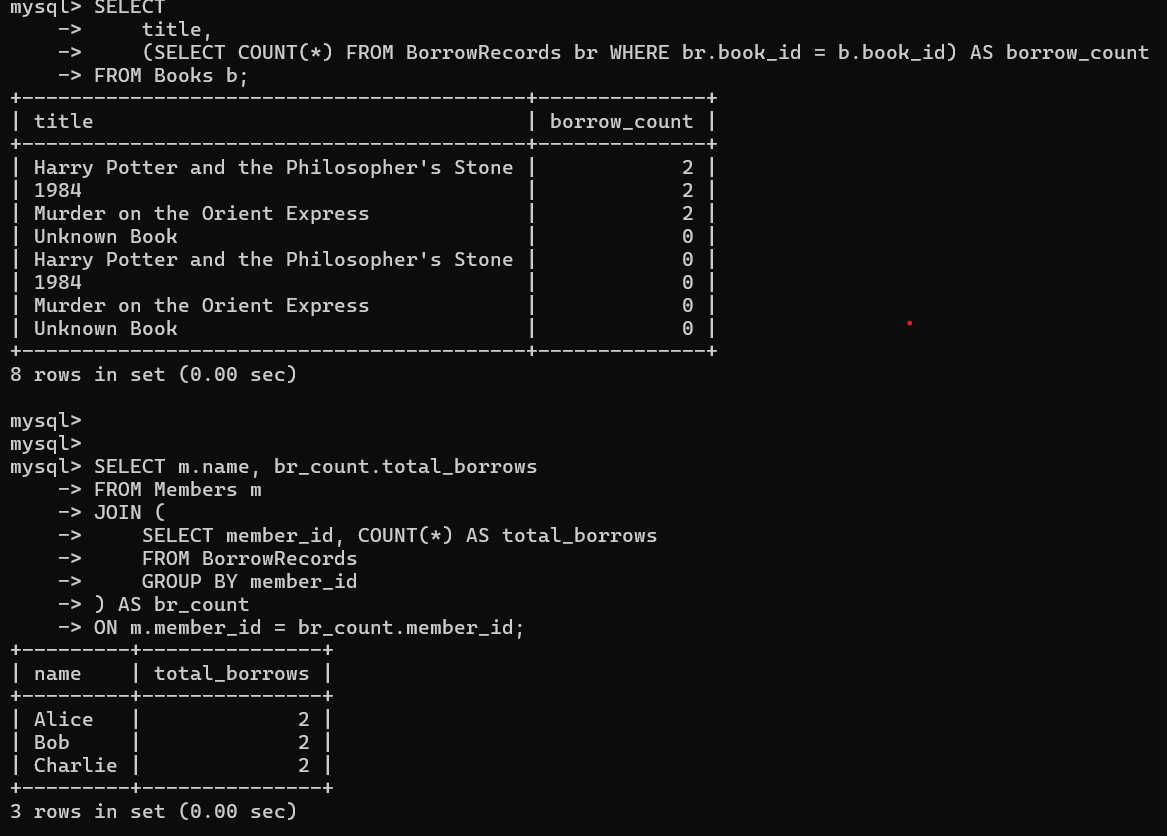 mysql> SELECT
    ->     title,
    ->     (SELECT COUNT(*) FROM BorrowRecords br WHERE br.book_id = b.book_id) AS borrow_count
    -> FROM Books b;
+-----------------------------------------+--------------+
| title                                   | borrow_count |
+-----------------------------------------+--------------+
| Harry Potter and the Philosopher's Stone |            2 |
| 1984                                    |            2 |
| Murder on the Orient Express            |            2 |
| Unknown Book                            |            0 |
| Harry Potter and the Philosopher's Stone |            0 |
| 1984                                    |            0 |
| Murder on the Orient Express            |            0 |
| Unknown Book                            |            0 |
+-----------------------------------------+--------------+
8 rows in set (0.00 sec)

mysql>
mysql>
mysql> SELECT m.name, br_count.total_borrows
    -> FROM Members m
    -> JOIN (
    ->     SELECT member_id, COUNT(*) AS total_borrows
    ->     FROM BorrowRecords
    ->     GROUP BY member_id
    -> ) AS br_count
    -> ON m.member_id = br_count.member_id;
+---------+---------------+
| name    | total_borrows |
+---------+---------------+
| Alice   |             2 |
| Bob     |             2 |
| Charlie |             2 |
+---------+---------------+
3 rows in set (0.00 sec)